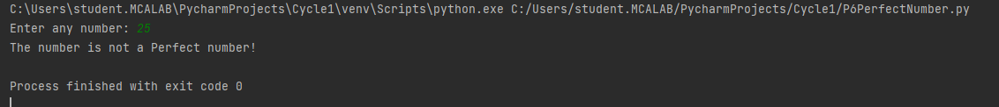 C:\Users\student.MCALAB\PycharmProjects\Cycle1\venv\Scripts\python.exe C:/Users/student.MCALAB/PycharmProjects/Cycle1/P6PerfectNumber.py
Enter any number: 25
The number is not a Perfect number!
Process finished with exit code 0